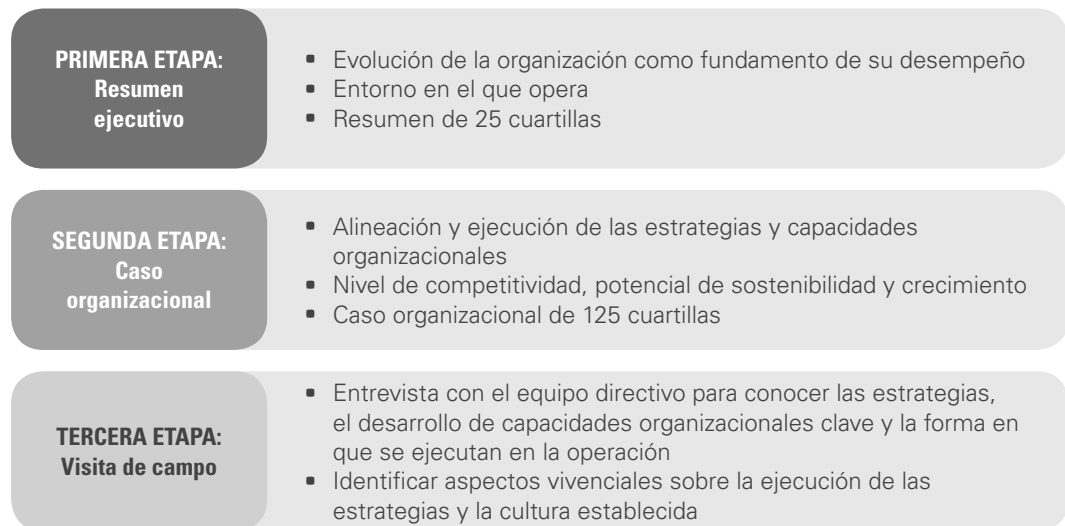 PRIMERA ETAPA:
Resumen
ejecutivo
▪ Evolución de la organización como fundamento de su desempeño
▪ Entorno en el que opera
▪ Resumen de 25 cuartillas
SEGUNDA ETAPA:
Caso
organizacional
▪ Alineación y ejecución de las estrategias y capacidades
organizacionales
▪ Nivel de competitividad, potencial de sostenibilidad y crecimiento
▪ Caso organizacional de 125 cuartillas
TERCERA ETAPA:
Visita de campo
▪ Entrevista con el equipo directivo para conocer las estrategias,
el desarrollo de capacidades organizacionales clave y la forma en
que se ejecutan en la operación
▪ Identificar aspectos vivenciales sobre la ejecución de las
estrategias y la cultura establecida